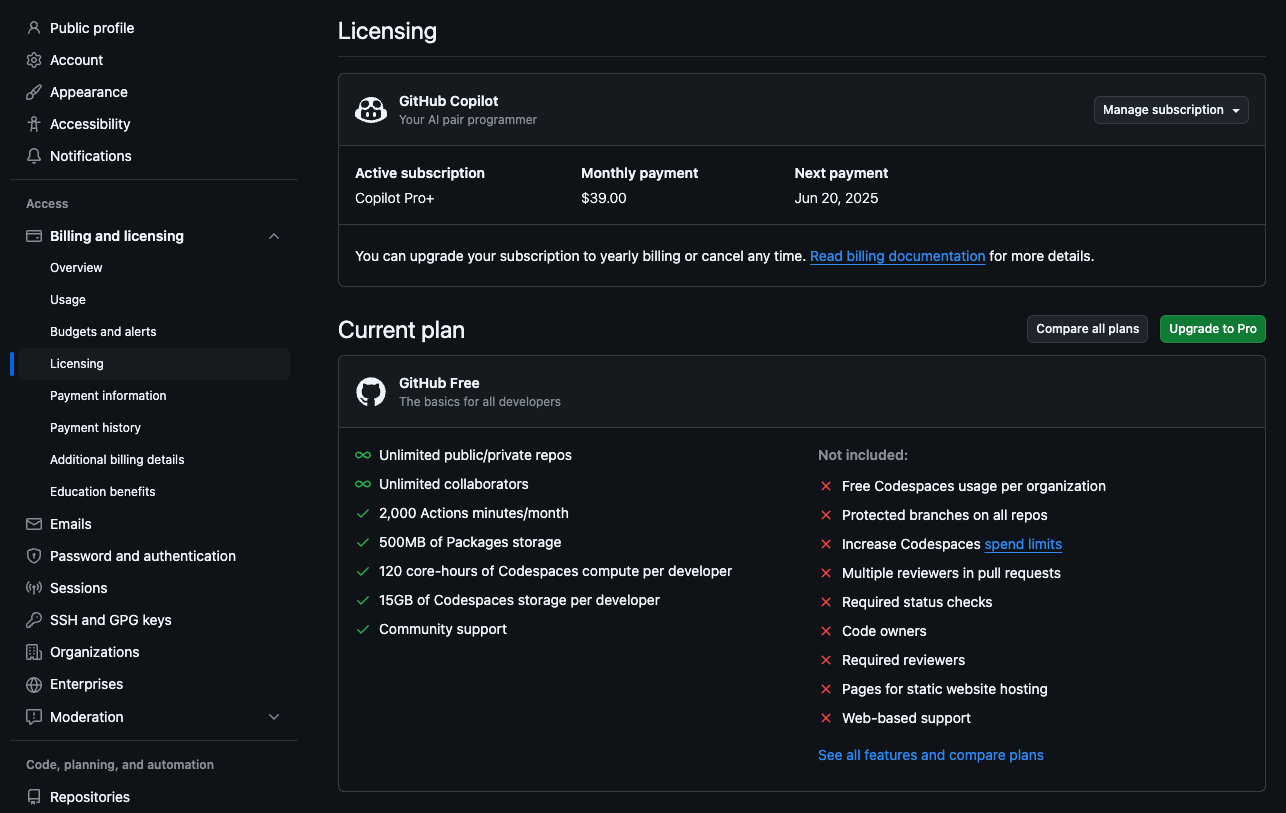 Public profile
Account
Appearance
Accessibility
Notifications
Access
Billing and licensing
Overview
Usage
Budgets and alerts
Licensing
Payment information
Payment history
Additional billing details
Education benefits
Emails
Password and authentication
Sessions
SSH and GPG keys
Organizations
Enterprises
Moderation
Code, planning, and automation
Repositories
Licensing
GitHub Copilot
Your AI pair programmer
Manage subscription
Active subscription
Copilot Pro+
Monthly payment
$39.00
Next payment
Jun 20, 2025
You can upgrade your subscription to yearly billing or cancel any time. Read billing documentation for more details.
Current plan
Compare all plans
Upgrade to Pro
GitHub Free
The basics for all developers
Unlimited public/private repos
Unlimited collaborators
2,000 Actions minutes/month
500MB of Packages storage
120 core-hours of Codespaces compute per developer
15GB of Codespaces storage per developer
Community support
Not included:
Free Codespaces usage per organization
Protected branches on all repos
Increase Codespaces spend limits
Multiple reviewers in pull requests
Required status checks
Code owners
Required reviewers
Pages for static website hosting
Web-based support
See all features and compare plans